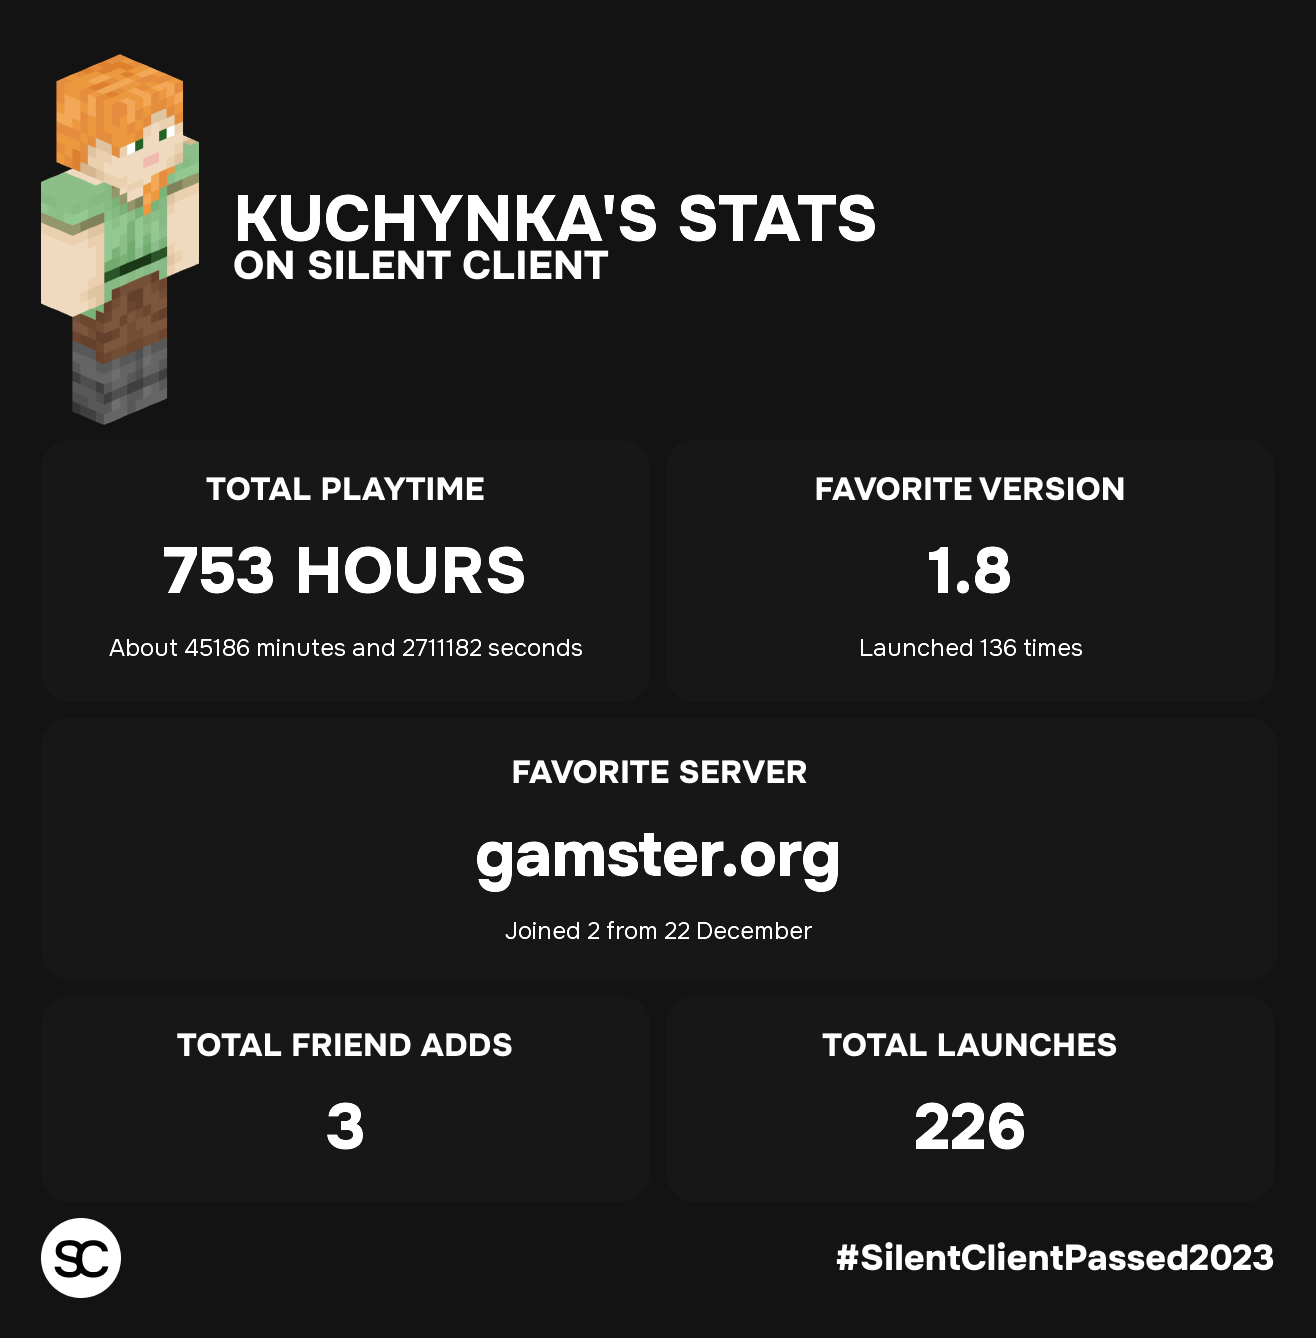 KUCHYNKA'S STATS
ON SILENT CLIENT
TOTAL PLAYTIME
753 HOURS
About 45186 minutes and 2711182 seconds
FAVORITE VERSION
1.8
Launched 136 times
FAVORITE SERVER
gamster.org
Joined 2 from 22 December
TOTAL FRIEND ADDS
3
TOTAL LAUNCHES
226
SC
#SilentClientPassed2023